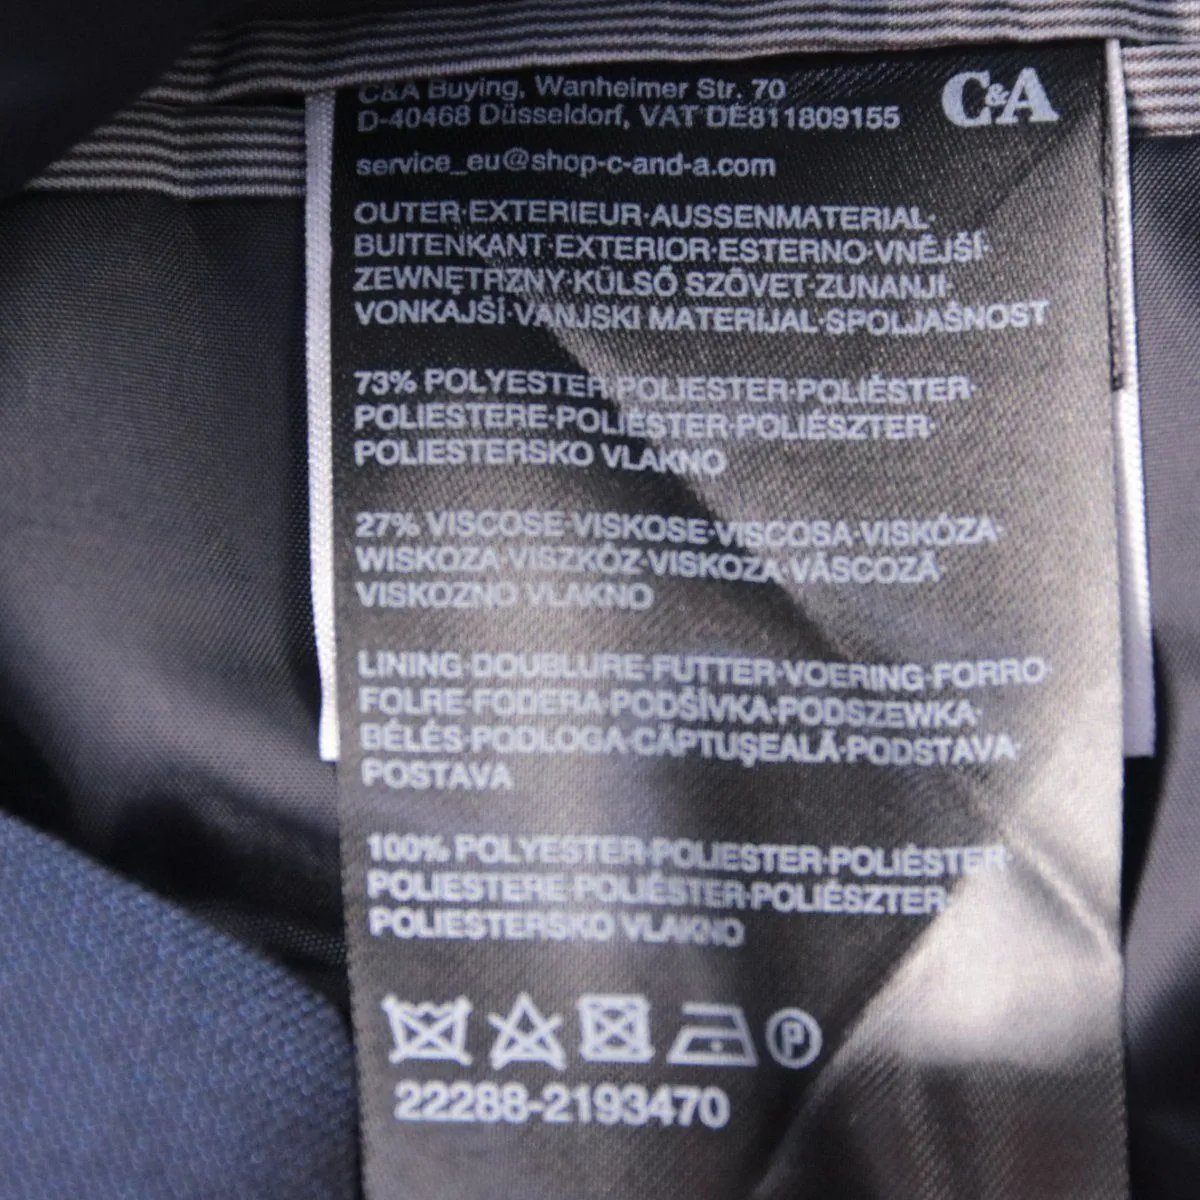 C&A
C&A Buying, Wanheimer Str. 70
D-40468 Düsseldorf, VAT DE811809155
service_eu@shop-c-and-a.com
OUTER·EXTERIEUR·AUSSENMATERIAL·
BUITENKANT·EXTERIOR·ESTERNO·VNĚJŠÍ·
ZEWNĘTRZNY·KÜLSŐ SZÖVET·ZUNANJI·
VONKAJŠÍ·VANJSKI MATERIJAL·SPOLJAŠNOST
73% POLYESTER·POLIESTER·POLIÉSTER·
POLIESTERE·POLIESTER·POLIÉSZTER·
POLIESTERSKO VLAKNO
27% VISCOSE·VISKOSE·VISCOSA·VISKÓZA·
WISKOZA·VISZKÓZ·VISKOZA·VÂSCOZĂ
VISKOZNO VLAKNO
LINING·DOUBLURE·FUTTER·VOERING·FORRO·
FOLRE·FODERA·PODŠÍVKA·PODSZEWKA·
BÉLÉS·PODLOGA·CĂPTUŞEALĂ·PODSTAVA·
POSTAVA
100% POLYESTER·POLIESTER·POLIÉSTER·
POLIESTERE·POLIÉSTER·POLIÉSZTER·
POLIESTERSKO VLAKNO
P
22288-2193470